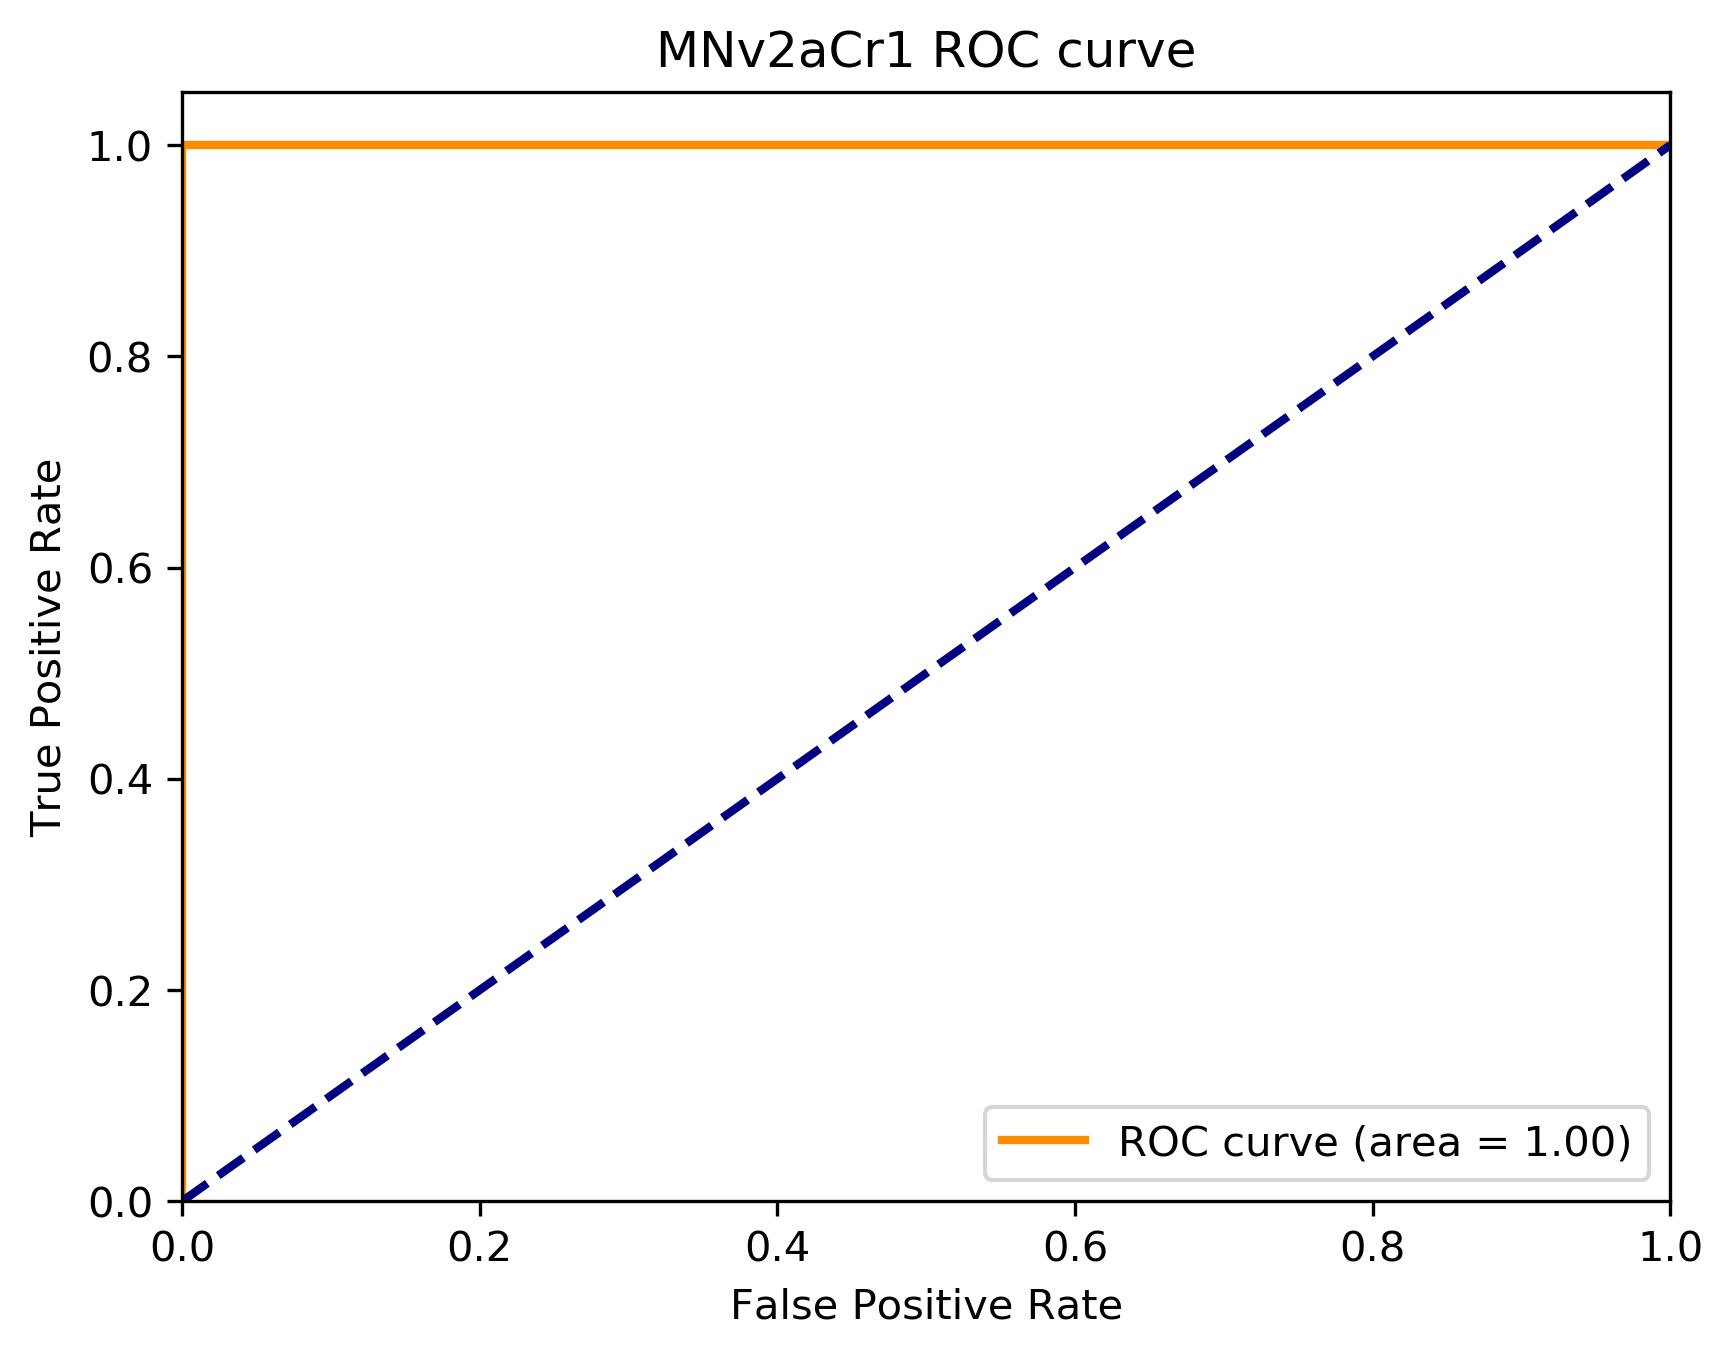 MNv2aCr1 ROC curve
1.0
0.8
0.6
0.4
0.2
0.0
True Positive Rate
ROC curve (area = 1.00)
0.0 0.2 0.4 0.6 0.8 1.0
False Positive Rate